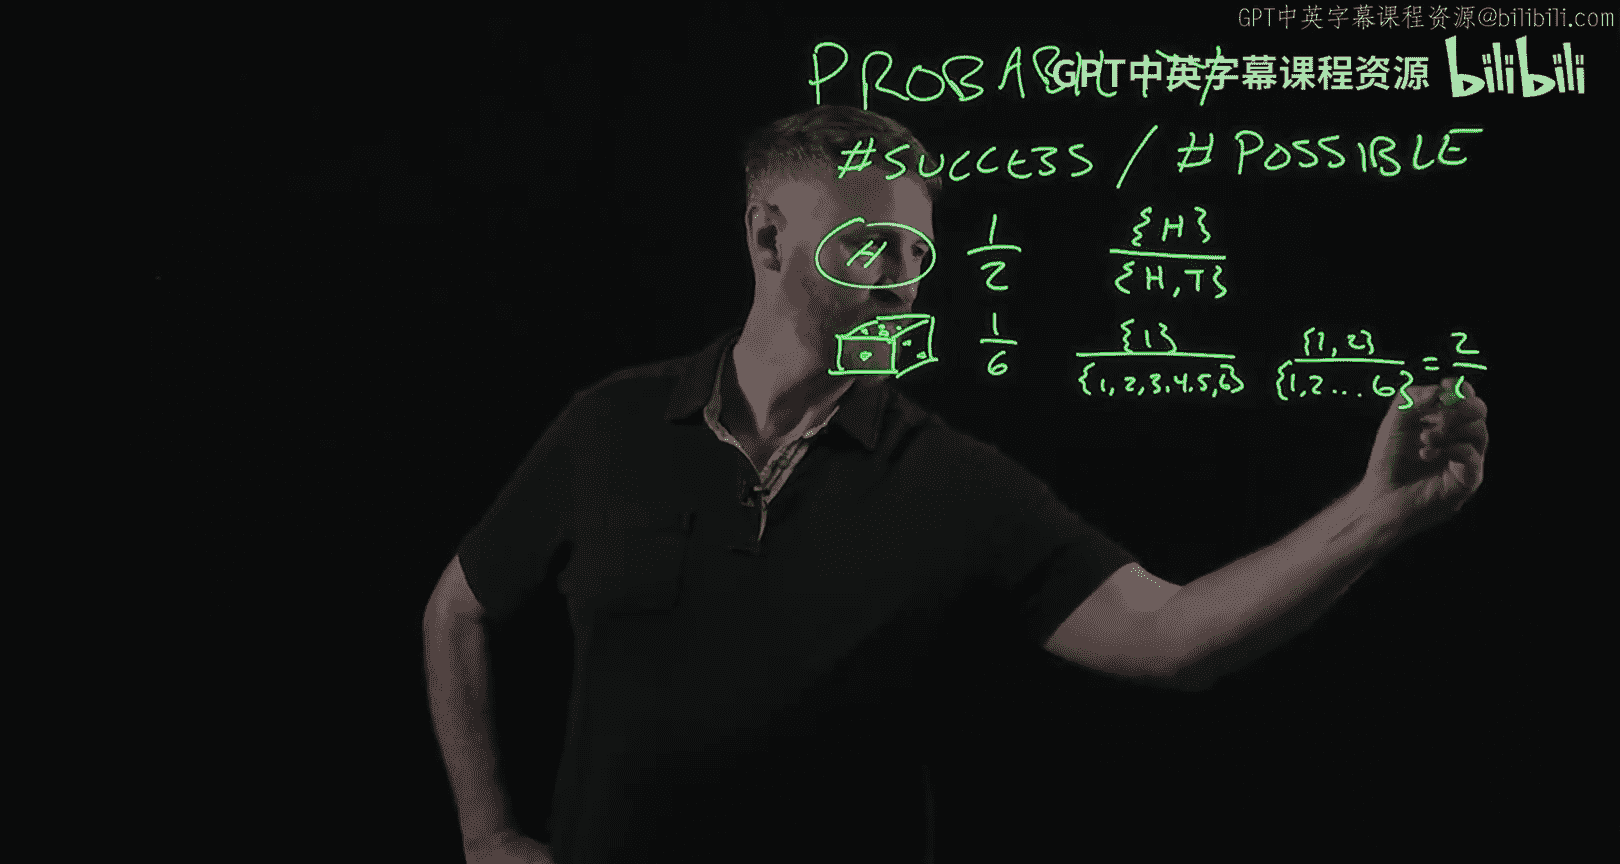 GPT中英字幕课程资源@bilibili.com
GPT中英字幕课程资源 bilibili
#SUCCESS / #POSSIBLE
H 1/2 {H}/{H,T}
1/6 {1}/{1,2,3,4,5,6} {1,2}/{1,2...6} = 2/